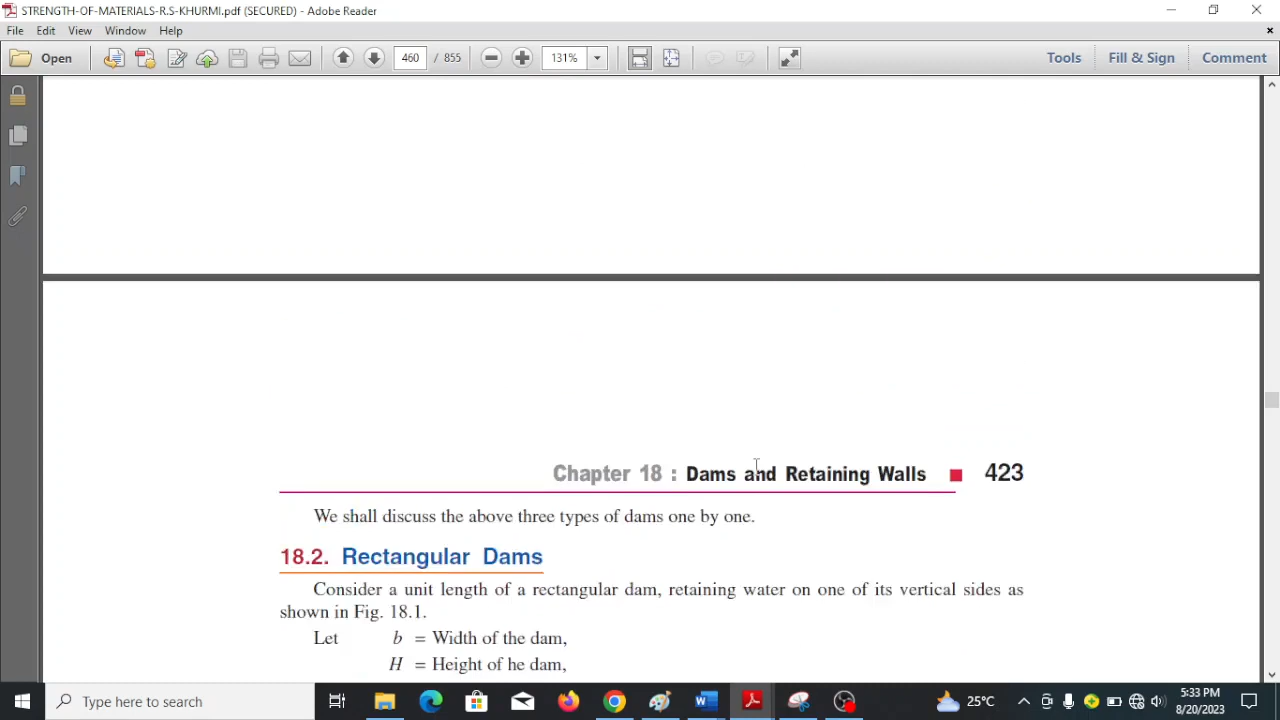 STRENGTH-OF-MATERIALS-R.S-KHURMI.pdf (SECURED) - Adobe Reader
File Edit View Window Help
Open 460 / 855 131% Tools Fill & Sign Comment
Chapter 18 : Dams and Retaining Walls 423
We shall discuss the above three types of dams one by one.
18.2. Rectangular Dams
Consider a unit length of a rectangular dam, retaining water on one of its vertical sides as
shown in Fig. 18.1.
Let b = Width of the dam,
H = Height of he dam,
Type here to search
25°C
5:33 PM
8/20/2023